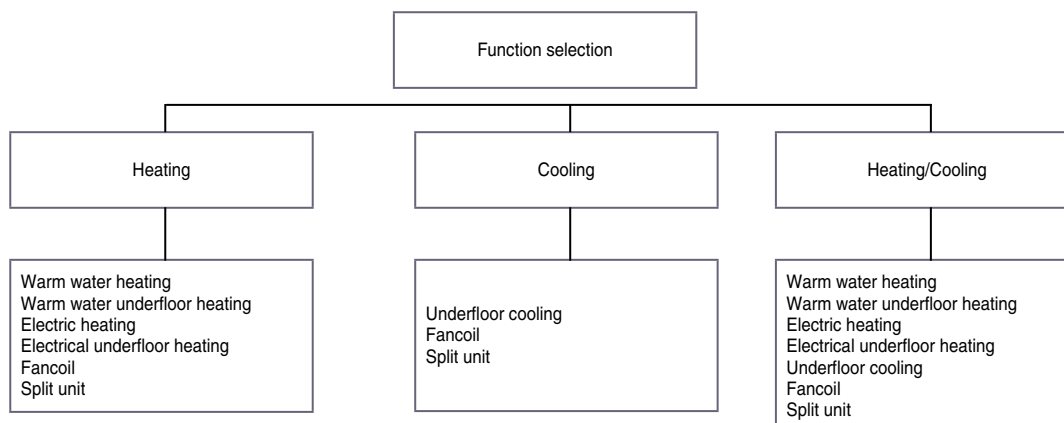 Function selection
Heating
Cooling
Heating/Cooling
Warm water heating
Warm water underfloor heating
Electric heating
Electrical underfloor heating
Fancoil
Split unit
Underfloor cooling
Fancoil
Split unit
Warm water heating
Warm water underfloor heating
Electric heating
Electrical underfloor heating
Underfloor cooling
Fancoil
Split unit